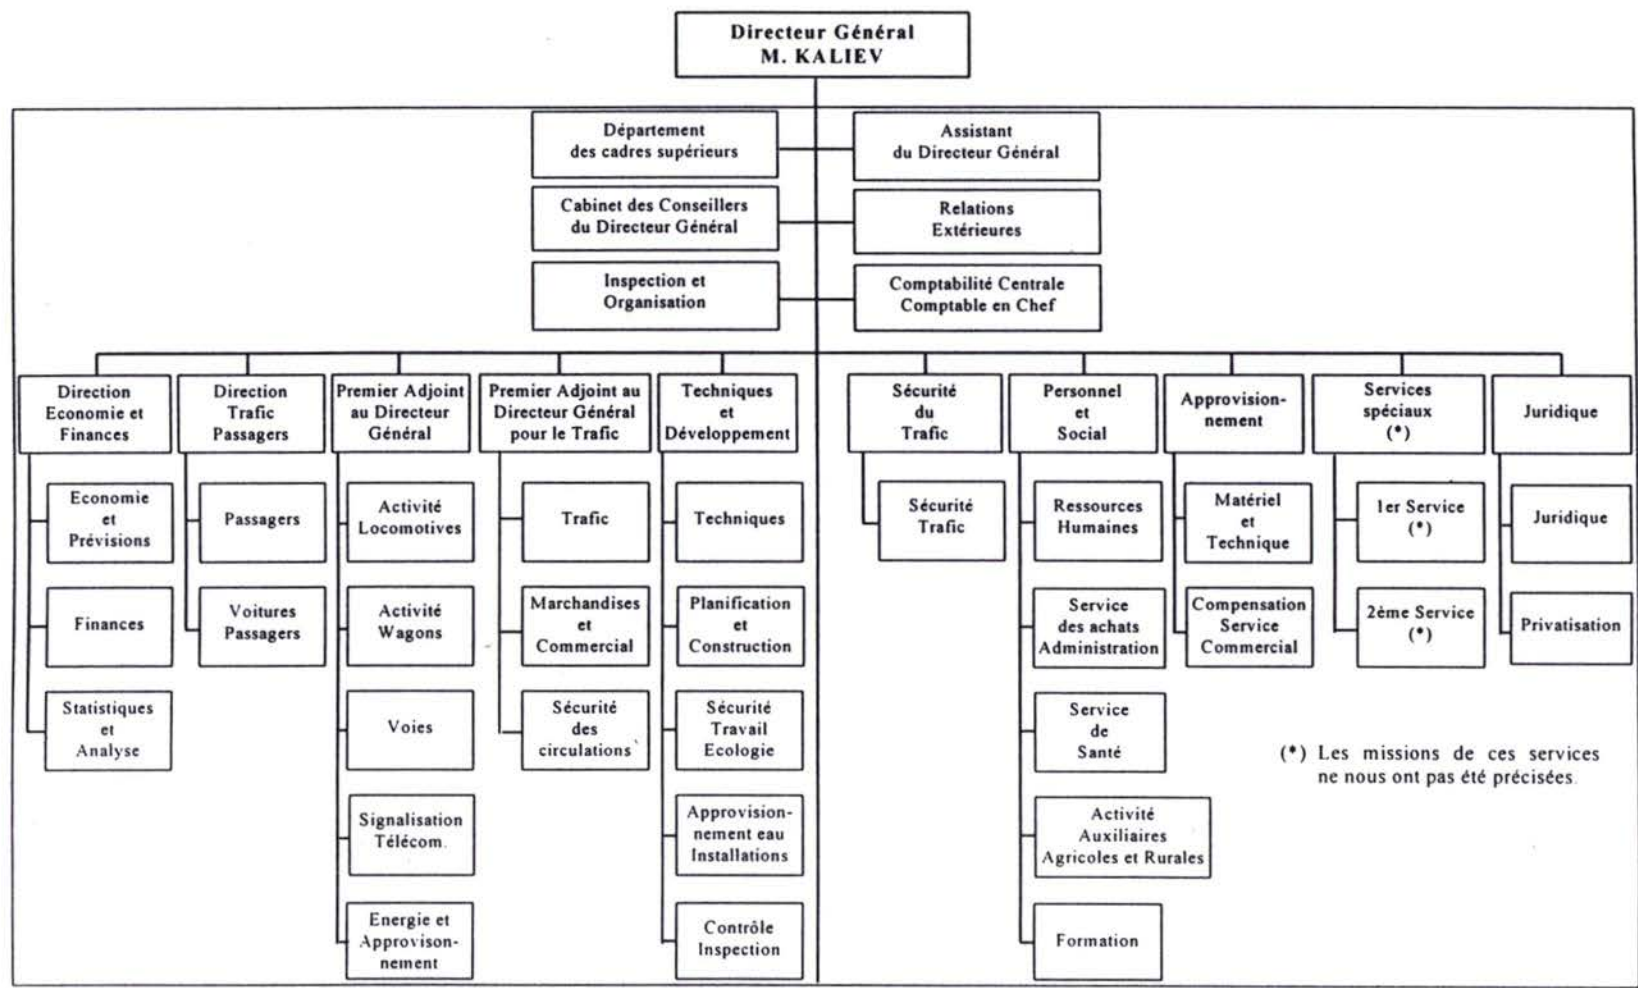 Directeur Général
M. KALIEV
Département
des cadres supérieurs
Assistant
du Directeur Général
Cabinet des Conseillers
du Directeur Général
Relations
Extérieures
Inspection et
Organisation
Comptabilité Centrale
Comptable en Chef
Direction
Economie et
Finances
Direction
Trafic
Passagers
Premier Adjoint
au Directeur
Général
Premier Adjoint au
Directeur Général
pour le Trafic
Techniques
et
Développement
Sécurité
du
Trafic
Personnel
et
Social
Approvision-
nement
Services
spéciaux
(*)
Juridique
Economie
et
Prévisions
Passagers
Activité
Locomotives
Trafic
Techniques
Sécurité
Trafic
Ressources
Humaines
Matériel
et
Technique
1er Service
(*)
Juridique
Finances
Voitures
Passagers
Activité
Wagons
Marchandises
et
Commercial
Planification
et
Construction
Service
des achats
Administration
Compensation
Service
Commercial
2ème Service
(*)
Privatisation
Statistiques
et
Analyse
Voies
Sécurité
des
circulations
Sécurité
Travail
Ecologie
Service
de
Santé
(*) Les missions de ces services
ne nous ont pas été précisées.
Signalisation
Télécom.
Approvision-
nement eau
Installations
Activité
Auxiliaires
Agricoles et Rurales
Energie et
Approvison-
nement
Contrôle
Inspection
Formation